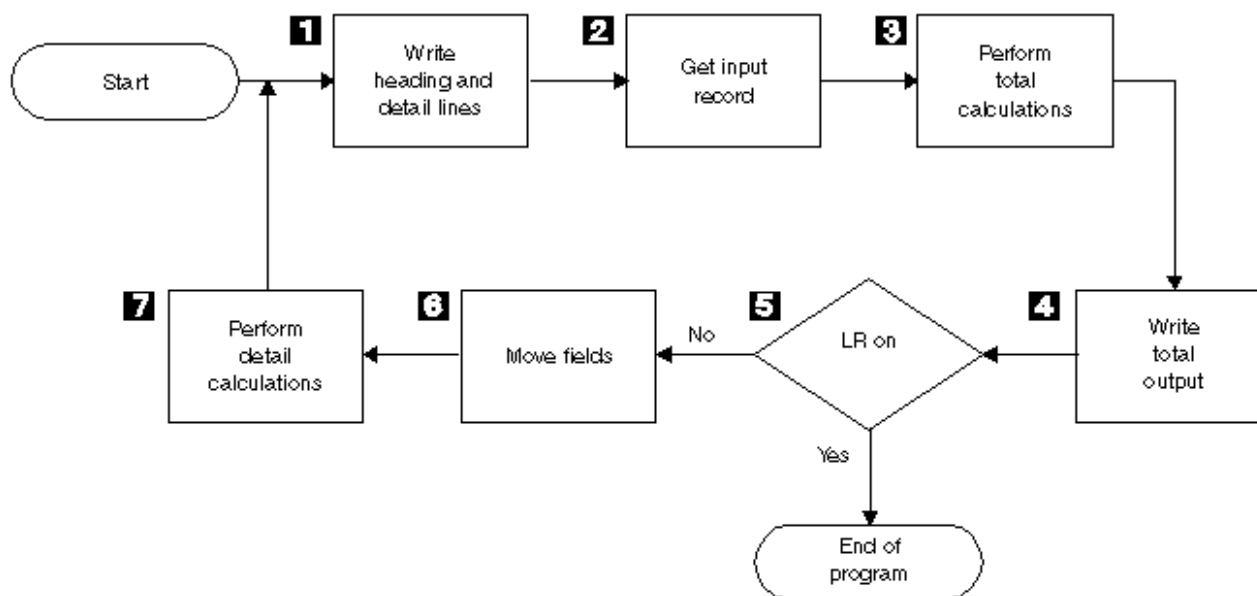 Start
1
Write
heading and
detail lines
2
Get input
record
3
Perform
total
calculations
4
Write
total
output
5
LR on
No
Yes
6
Move fields
7
Perform
detail
calculations
End of
program